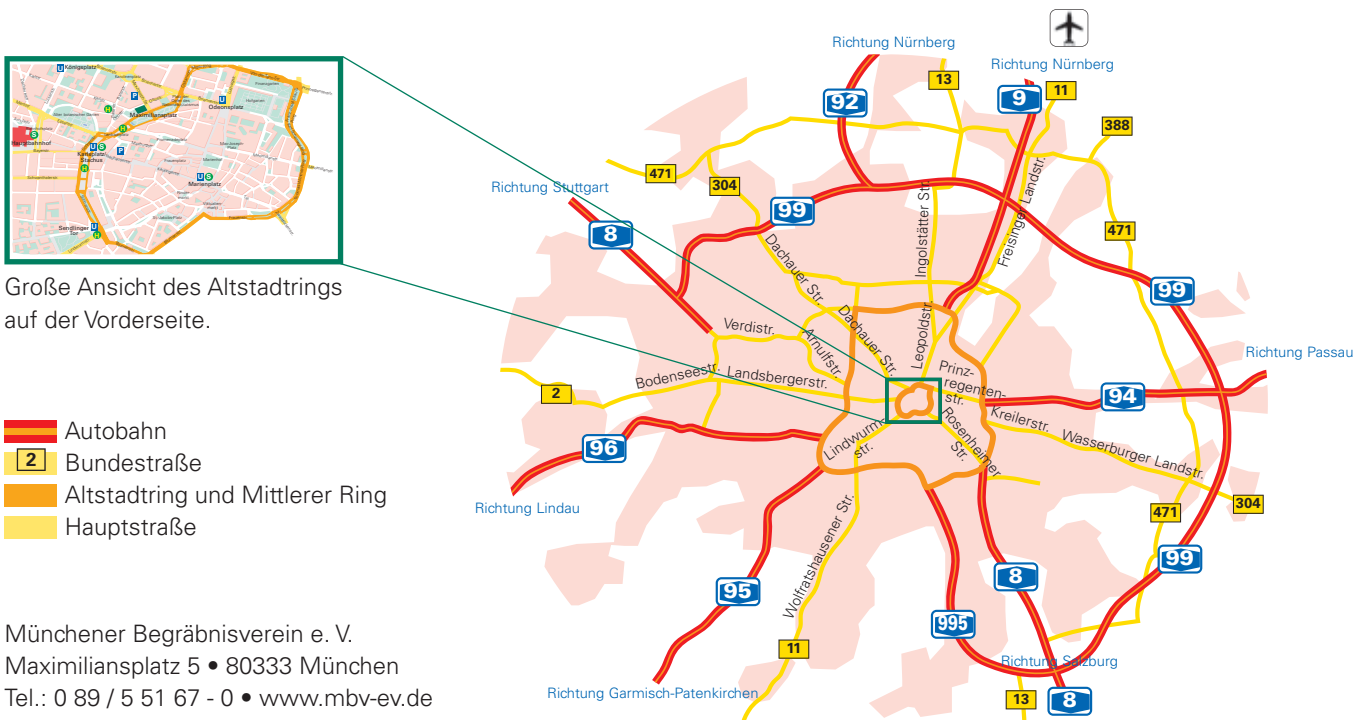 Richtung Nürnberg
Richtung Nürnberg
13
92
9
11
388
471
304
Richtung Stuttgart
99
8
471
Ingolstätter Str.
Freisinger Landstr.
Dachauer Str.
99
Dachauer Str.
Leopoldstr.
Verdistr.
Arnulfstr.
Richtung Passau
Bodenseestr.
Landsbergerstr.
Prinz-
regenten-
str.
2
94
Kreilerstr.
Wasserburger Landstr.
Rosenheimer
Str.
Lindwurm-
str.
96
Richtung Lindau
304
471
Wolfratshausener Str.
99
8
95
995
11
Richtung Salzburg
Richtung Garmisch-Patenkirchen
13
8
Königsplatz
Odeonsplatz
Maximiliansplatz
Hauptbahnhof
Karlsplatz/
Stachus
Marienplatz
Sendlinger
Tor
Große Ansicht des Altstadtrings
auf der Vorderseite.
Autobahn
2 Bundestraße
Altstadtring und Mittlerer Ring
Hauptstraße
Münchener Begräbnisverein e. V.
Maximiliansplatz 5 • 80333 München
Tel.: 0 89 / 5 51 67 - 0 • www.mbv-ev.de